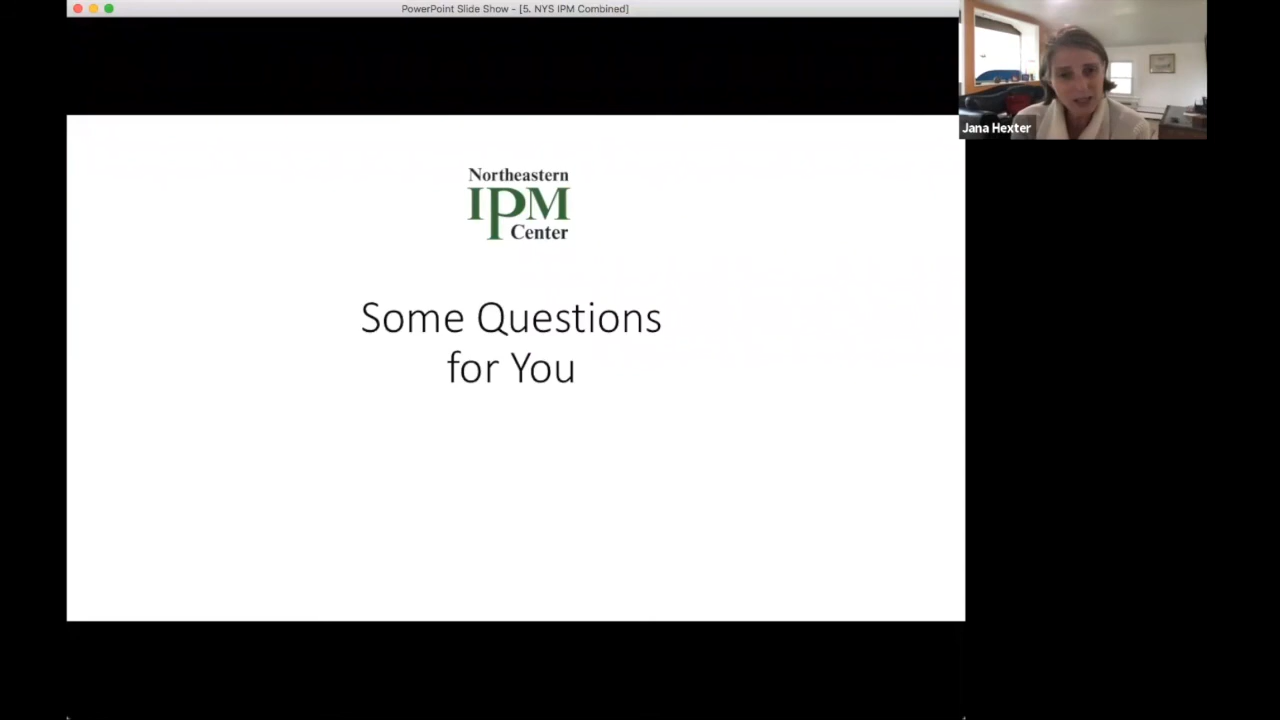 PowerPoint Slide Show - [5. NYS IPM Combined]
Jana Hexter
Northeastern
IPM
Center
Some Questions
for You